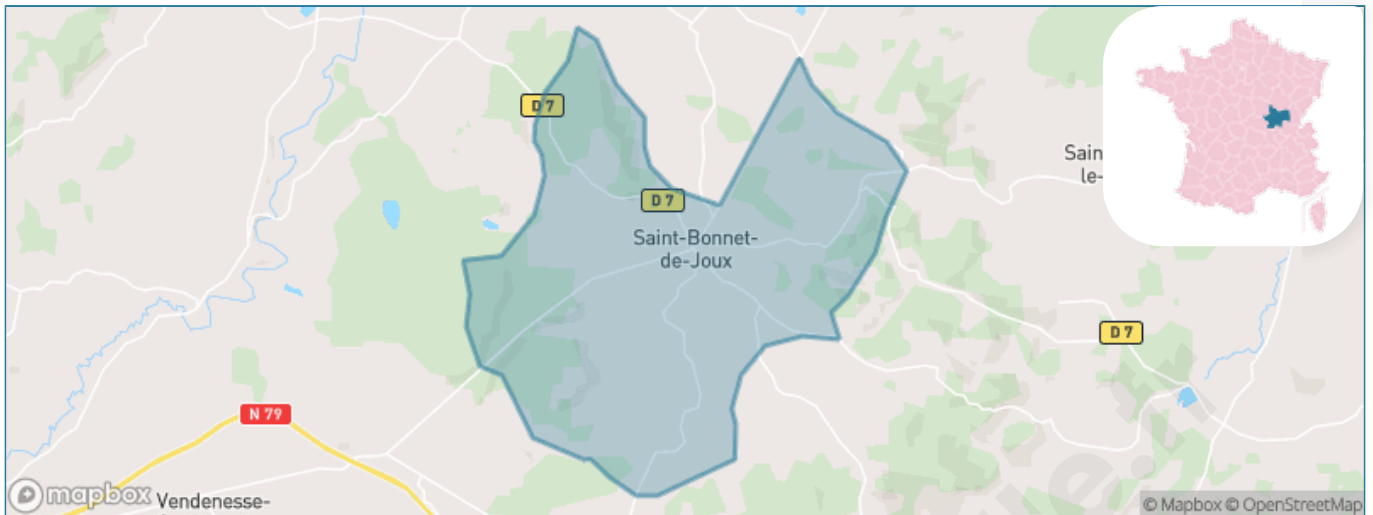 D 7
Sain
le-
D 7
Saint-Bonnet-
de-Joux
D 7
N 79
mapbox
Vendenesse-
© Mapbox © OpenStreetMap